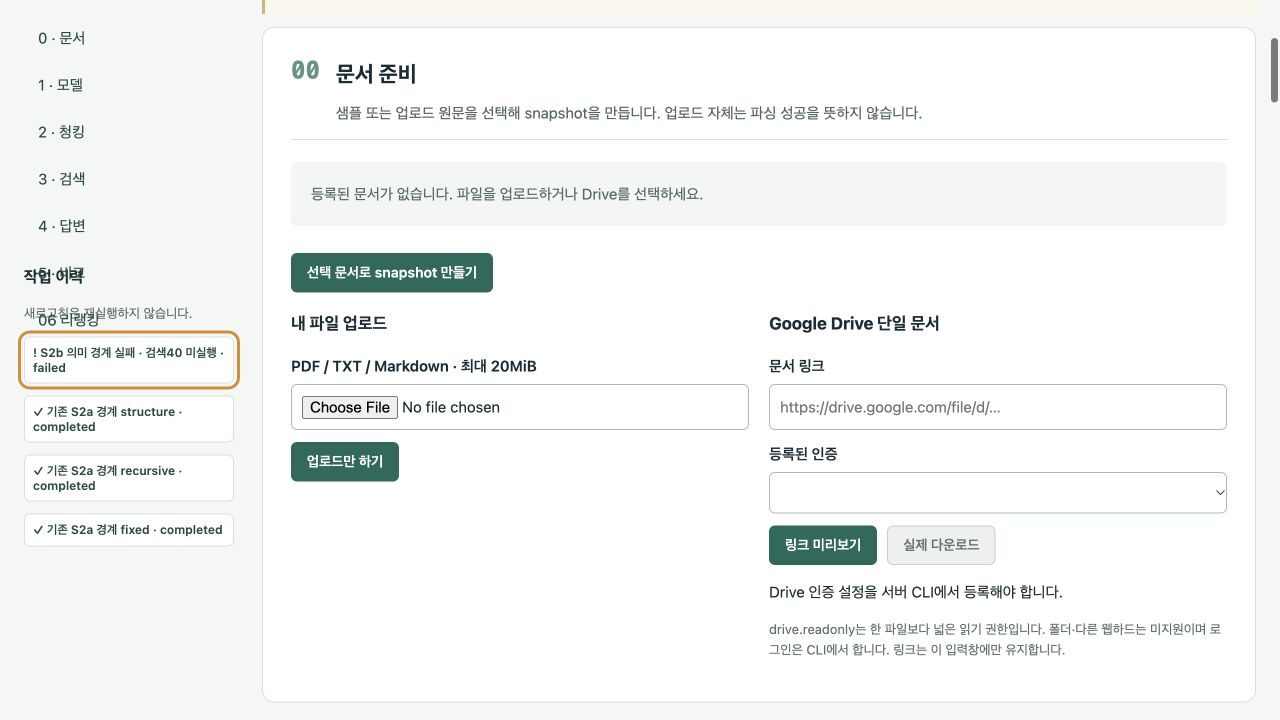 0 · 문서
1 · 모델
2 · 청킹
3 · 검색
4 · 답변
작업 이력
새로고침은 재실행하지 않습니다.
06 리랭킹
! S2b 의미 경계 실패 · 검색40 미실행 ·
failed
✓ 기존 S2a 경계 structure ·
completed
✓ 기존 S2a 경계 recursive ·
completed
✓ 기존 S2a 경계 fixed · completed
00 문서 준비
샘플 또는 업로드 원문을 선택해 snapshot을 만듭니다. 업로드 자체는 파싱 성공을 뜻하지 않습니다.
등록된 문서가 없습니다. 파일을 업로드하거나 Drive를 선택하세요.
선택 문서로 snapshot 만들기
내 파일 업로드
PDF / TXT / Markdown · 최대 20MiB
Choose File No file chosen
업로드만 하기
Google Drive 단일 문서
문서 링크
https://drive.google.com/file/d/...
등록된 인증
링크 미리보기 실제 다운로드
Drive 인증 설정을 서버 CLI에서 등록해야 합니다.
drive.readonly는 한 파일보다 넓은 읽기 권한입니다. 폴더·다른 웹하드는 미지원이며 로
그인은 CLI에서 합니다. 링크는 이 입력창에만 유지합니다.